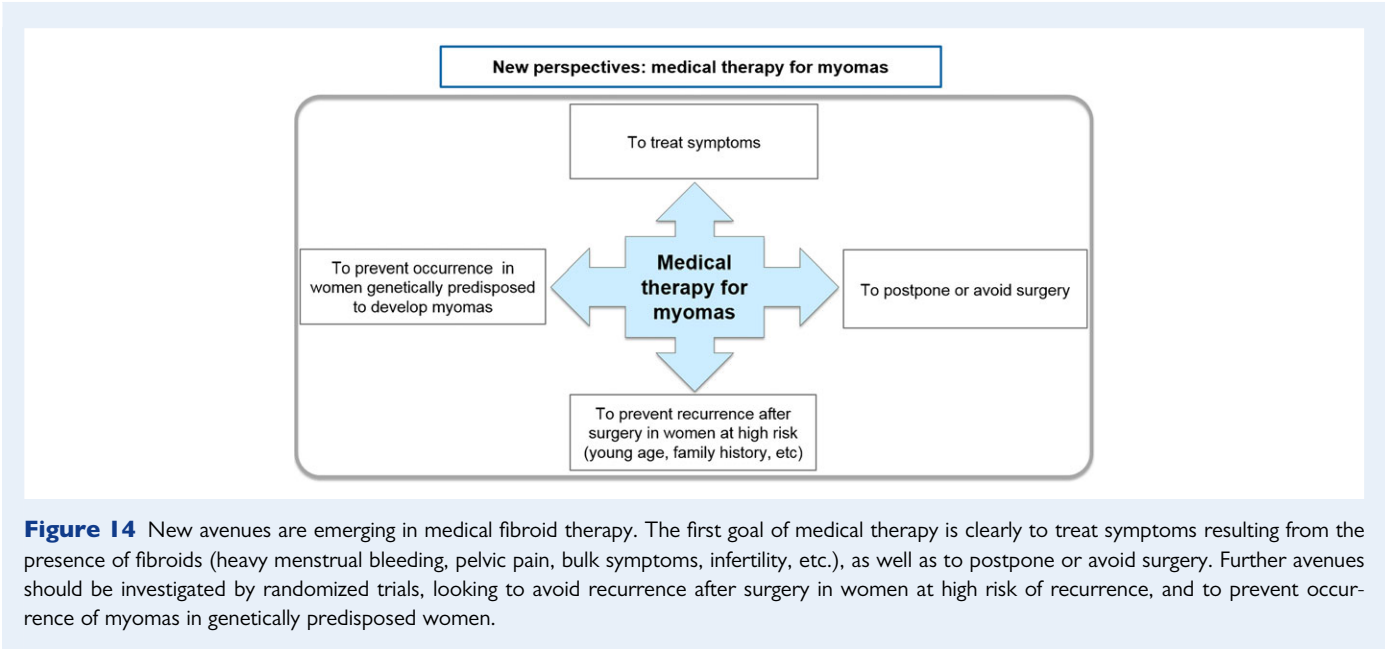 New perspectives: medical therapy for myomas
To treat symptoms
To prevent occurrence in
women genetically predisposed
to develop myomas
Medical
therapy for
myomas
To postpone or avoid surgery
To prevent recurrence after
surgery in women at high risk
(young age, family history, etc)
Figure 14 New avenues are emerging in medical fibroid therapy. The first goal of medical therapy is clearly to treat symptoms resulting from the
presence of fibroids (heavy menstrual bleeding, pelvic pain, bulk symptoms, infertility, etc.), as well as to postpone or avoid surgery. Further avenues
should be investigated by randomized trials, looking to avoid recurrence after surgery in women at high risk of recurrence, and to prevent occur-
rence of myomas in genetically predisposed women.